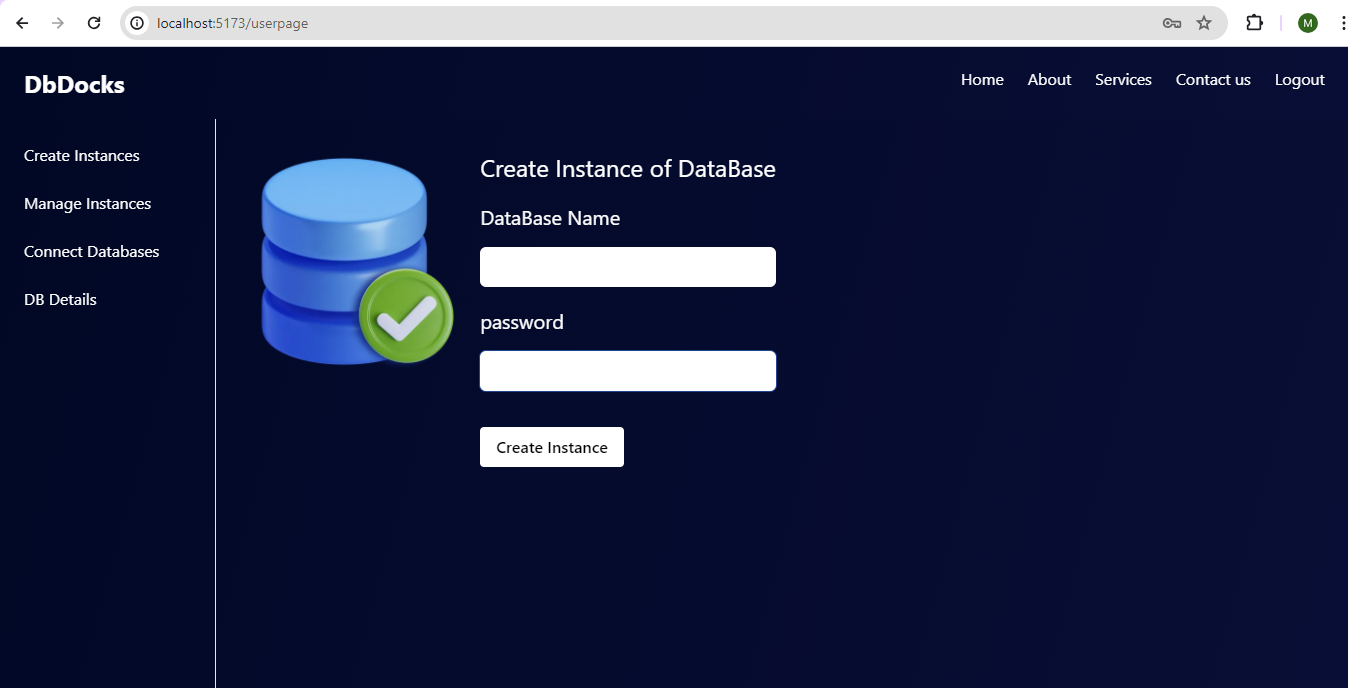 localhost:5173/userpage
M
DbDocks
Home About Services Contact us Logout
Create Instances
Manage Instances
Connect Databases
DB Details
Create Instance of DataBase
DataBase Name
password
Create Instance